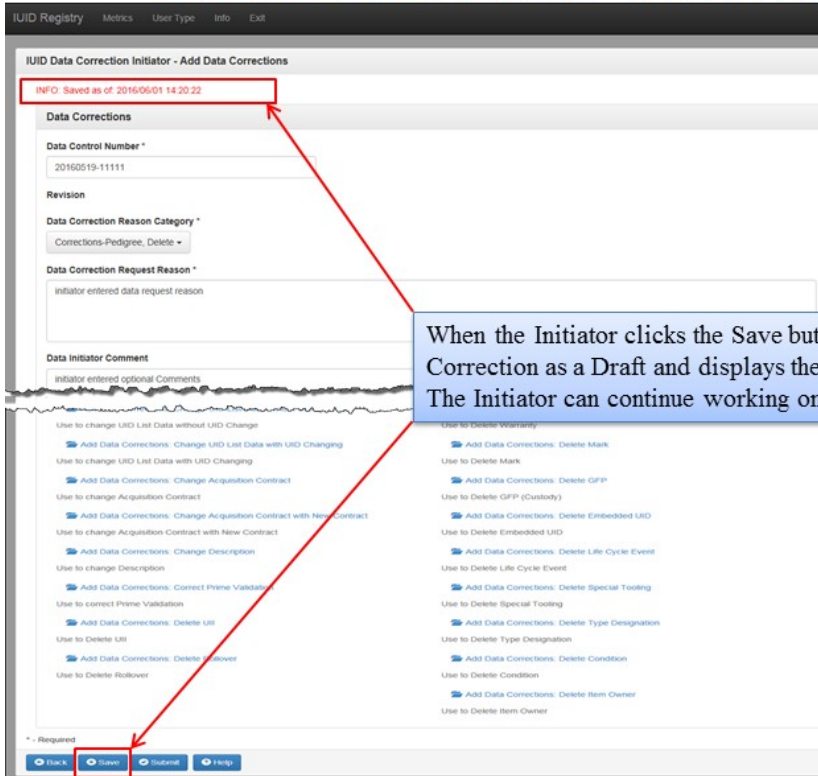 IUID Registry Metrics User Type Info Exit
IUID Data Correction Initiator - Add Data Corrections
INFO: Saved as of: 2016/06/01 14:20:22
Data Corrections
Data Control Number *
20160519-11111
Revision
Data Correction Reason Category *
Corrections-Pedigree, Delete
Data Correction Request Reason *
initiator entered data request reason
When the Initiator clicks the Save but
Correction as a Draft and displays the
The Initiator can continue working on
Data Initiator Comment
initiator entered optional Comments
Use to change UID List Data without UID Change
Add Data Corrections: Change UID List Data with UID Changing
Use to change UID List Data with UID Changing
Add Data Corrections: Change Acquisition Contract
Use to change Acquisition Contract
Add Data Corrections: Change Acquisition Contract with New Contract
Use to change Acquisition Contract with New Contract
Add Data Corrections: Change Description
Use to change Description
Add Data Corrections: Correct Prime Validation
Use to correct Prime Validation
Add Data Corrections: Delete UII
Use to Delete UII
Add Data Corrections: Delete Rollover
Use to Delete Rollover
Use to Delete Warranty
Add Data Corrections: Delete Mark
Use to Delete Mark
Add Data Corrections: Delete GFP
Use to Delete GFP (Custody)
Add Data Corrections: Delete Embedded UID
Use to Delete Embedded UID
Add Data Corrections: Delete Life Cycle Event
Use to Delete Life Cycle Event
Add Data Corrections: Delete Special Tooling
Use to Delete Special Tooling
Add Data Corrections: Delete Type Designation
Use to Delete Type Designation
Add Data Corrections: Delete Condition
Use to Delete Condition
Add Data Corrections: Delete Item Owner
Use to Delete Item Owner
* - Required
Back Save Submit Help